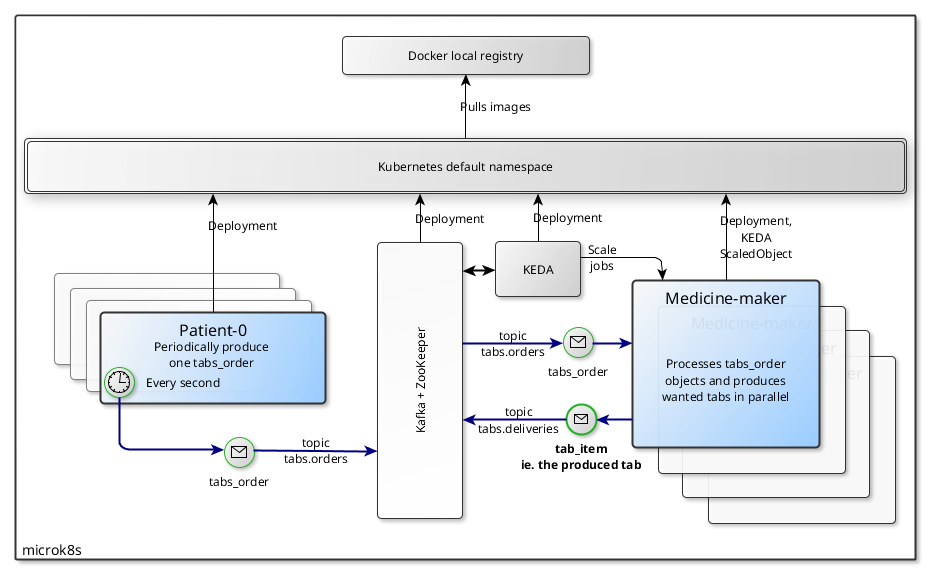 Docker local registry
Pulls images
Kubernetes default namespace
Deployment
Deployment
Deployment
Deployment,
KEDA
ScaledObject
Scale
jobs
KEDA
Patient-0
Periodically produce
one tabs_order
Every second
Kafka + ZooKeeper
Medicine-maker
Medicine-maker
Processes tabs_order
objects and produces
wanted tabs in parallel
topic
tabs.orders
tabs_order
topic
tabs.deliveries
tab_item
ie. the produced tab
topic
tabs.orders
tabs_order
microk8s